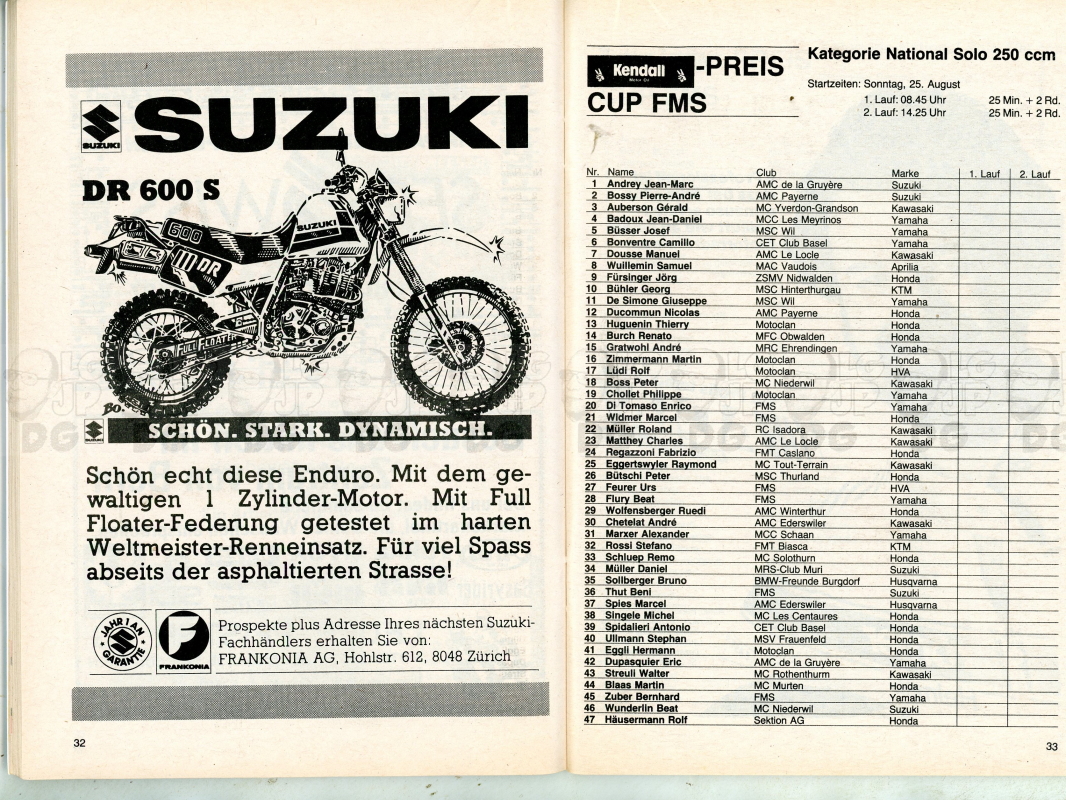 SUZUKI
SUZUKI
DR 600 S
SUZUKI
600
DR
FULL FLOATER
BO.
SUZUKI
SCHÖN. STARK. DYNAMISCH.
Schön echt diese Enduro. Mit dem ge-
waltigen 1 Zylinder-Motor. Mit Full
Floater-Federung getestet im harten
Weltmeister-Renneinsatz. Für viel Spass
abseits der asphaltierten Strasse!
JAHR 1 AN
GARANTIE
F
FRANKONIA
Prospekte plus Adresse Ihres nächsten Suzuki-
Fachhändlers erhalten Sie von:
FRANKONIA AG, Hohlstr. 612, 8048 Zürich
32
Kendall -PREIS
Motor Oil
CUP FMS
Kategorie National Solo 250 ccm
Startzeiten: Sonntag, 25. August
1. Lauf: 08.45 Uhr 25 Min. + 2 Rd.
2. Lauf: 14.25 Uhr 25 Min. + 2 Rd.
Nr. Name Club Marke 1. Lauf 2. Lauf
1 Andrey Jean-Marc AMC de la Gruyère Suzuki
2 Bossy Pierre-André AMC Payerne Suzuki
3 Auberson Gérald MC Yverdon-Grandson Kawasaki
4 Badoux Jean-Daniel MCC Les Meyrinos Yamaha
5 Büsser Josef MSC Wil Yamaha
6 Bonventre Camillo CET Club Basel Yamaha
7 Dousse Manuel AMC Le Locle Kawasaki
8 Wuillemin Samuel MAC Vaudois Aprilia
9 Fürsinger Jörg ZSMV Nidwalden Honda
10 Bühler Georg MSC Hinterthurgau KTM
11 De Simone Giuseppe MSC Wil Yamaha
12 Ducommun Nicolas AMC Payerne Honda
13 Huguenin Thierry Motoclan Honda
14 Burch Renato MFC Obwalden Honda
15 Gratwohl André MRC Ehrendingen Yamaha
16 Zimmermann Martin Motoclan Honda
17 Lüdi Rolf Motoclan HVA
18 Boss Peter MC Niederwil Kawasaki
19 Chollet Philippe Motoclan Yamaha
20 Di Tomaso Enrico FMS Yamaha
21 Widmer Marcel FMS Honda
22 Müller Roland RC Isadora Kawasaki
23 Matthey Charles AMC Le Locle Kawasaki
24 Regazzoni Fabrizio FMT Caslano Honda
25 Eggertswyler Raymond MC Tout-Terrain Kawasaki
26 Bütschi Peter MSC Thurland Honda
27 Feurer Urs FMS HVA
28 Flury Beat FMS Yamaha
29 Wolfensberger Ruedi AMC Winterthur Honda
30 Chetelat André AMC Ederswiler Kawasaki
31 Marxer Alexander MCC Schaan Yamaha
32 Rossi Stefano FMT Biasca KTM
33 Schluep Remo MC Solothurn Honda
34 Müller Daniel MRS-Club Muri Suzuki
35 Sollberger Bruno BMW-Freunde Burgdorf Husqvarna
36 Thut Beni FMS Suzuki
37 Spies Marcel AMC Ederswiler Husqvarna
38 Singele Michel MC Les Centaures Honda
39 Spidalieri Antonio CET Club Basel Honda
40 Ullmann Stephan MSV Frauenfeld Honda
41 Eggli Hermann Motoclan Honda
42 Dupasquier Eric AMC de la Gruyère Yamaha
43 Streuli Walter MC Rothenthurm Kawasaki
44 Blaas Martin MC Murten Honda
45 Zuber Bernhard FMS Yamaha
46 Wunderlin Beat MC Niederwil Suzuki
47 Häusermann Rolf Sektion AG Honda
33